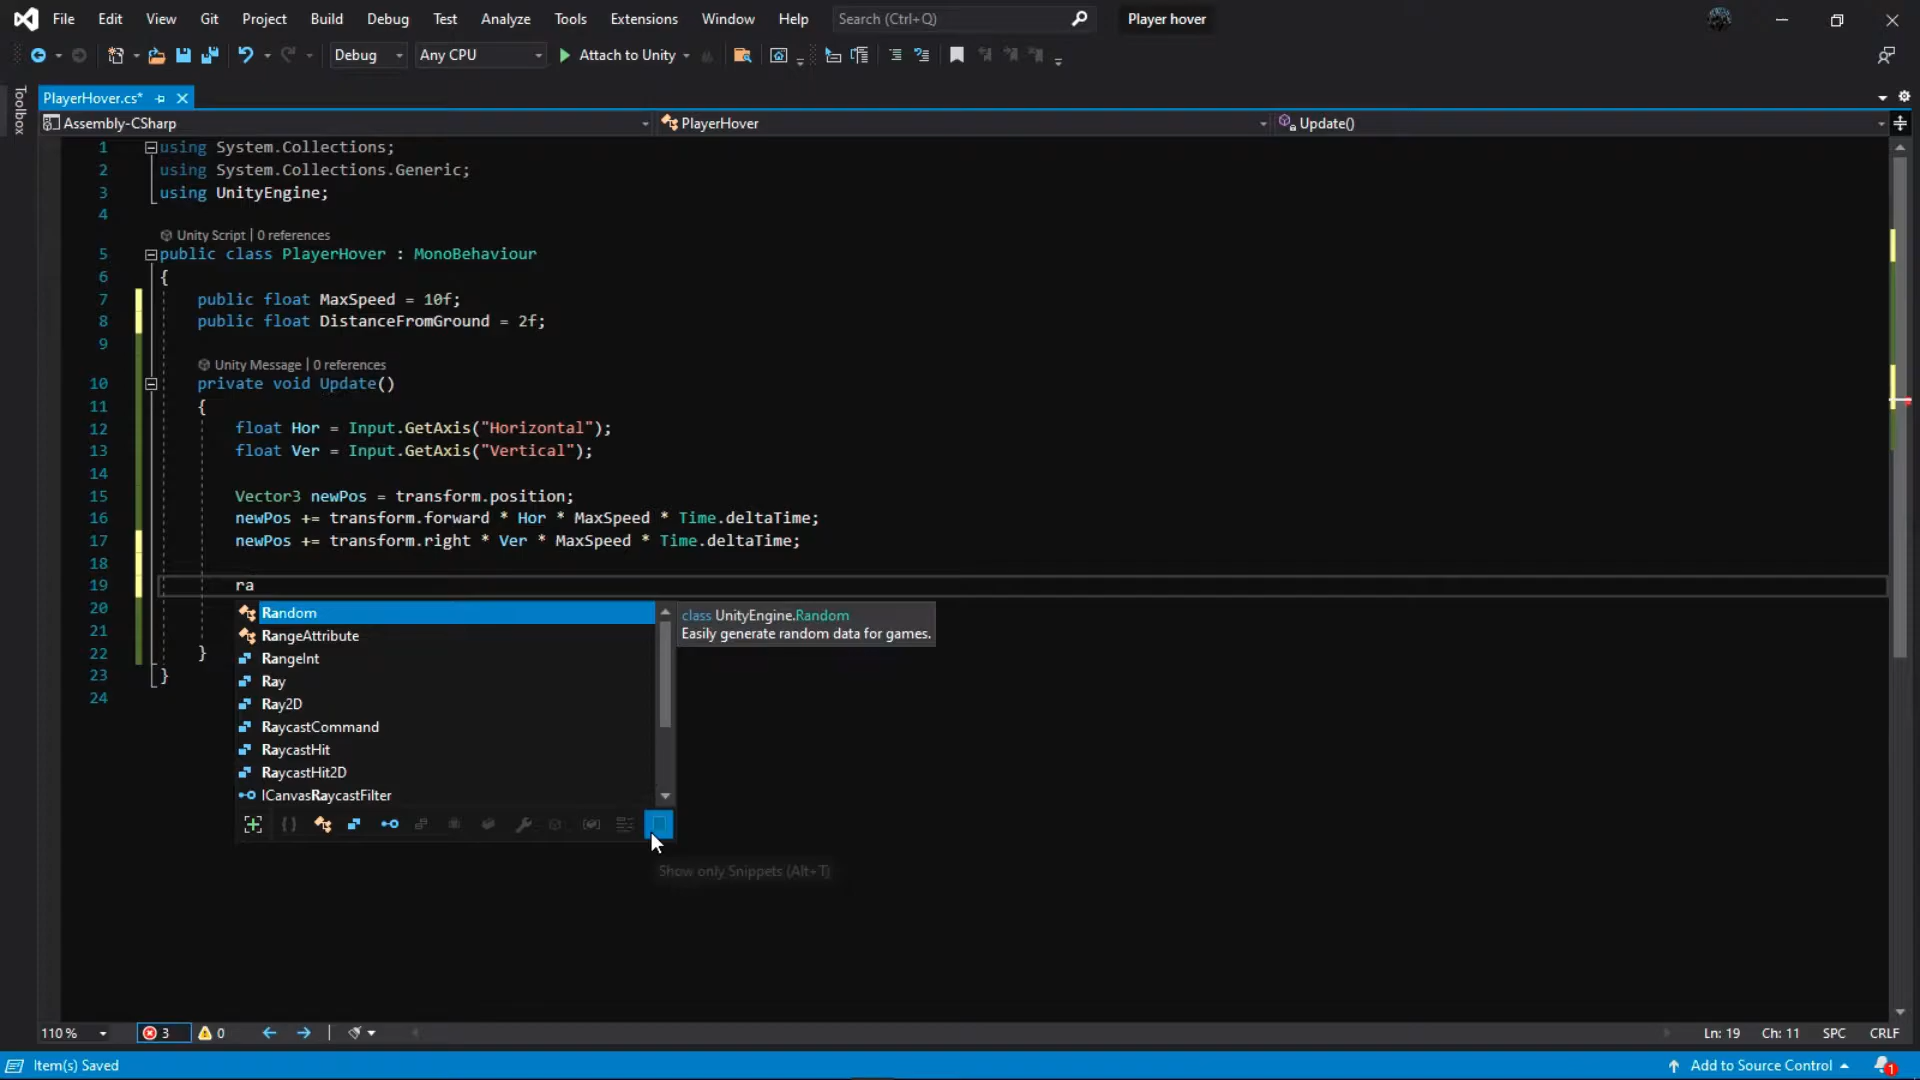 File Edit View Git Project Build Debug Test Analyze Tools Extensions Window Help Search (Ctrl+Q) Player hover
Debug Any CPU Attach to Unity
Toolbox
PlayerHover.cs*
Assembly-CSharp PlayerHover Update()
1 using System.Collections;
2 using System.Collections.Generic;
3 using UnityEngine;
4
Unity Script | 0 references
5 public class PlayerHover : MonoBehaviour
6 {
7 public float MaxSpeed = 10f;
8 public float DistanceFromGround = 2f;
9
Unity Message | 0 references
10 private void Update()
11 {
12 float Hor = Input.GetAxis("Horizontal");
13 float Ver = Input.GetAxis("Vertical");
14
15 Vector3 newPos = transform.position;
16 newPos += transform.forward * Hor * MaxSpeed * Time.deltaTime;
17 newPos += transform.right * Ver * MaxSpeed * Time.deltaTime;
18
19 ra
20
21
22 }
23 }
24
Random
RangeAttribute
RangeInt
Ray
Ray2D
RaycastCommand
RaycastHit
RaycastHit2D
ICanvasRaycastFilter
class UnityEngine.Random
Easily generate random data for games.
Show only Snippets (Alt+T)
110 % 3 0 Ln: 19 Ch: 11 SPC CRLF
Item(s) Saved Add to Source Control 1